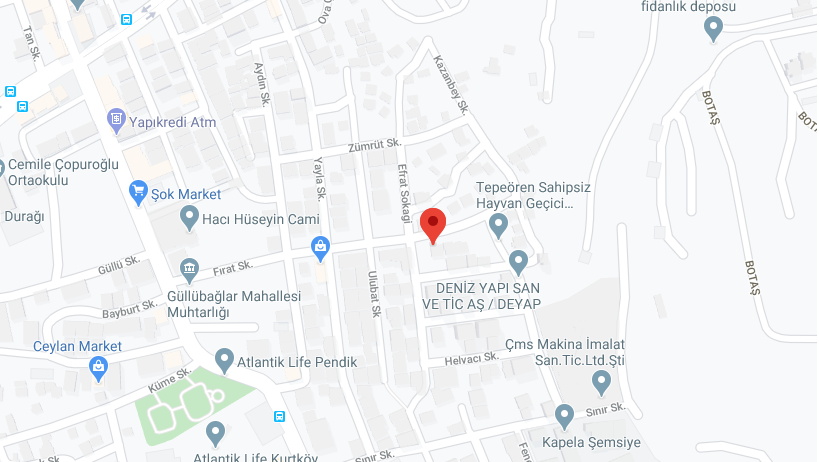 fidanlık deposu
Ova
Tan Sk.
Kazanbey Sk.
Aydın Sk.
BOTAŞ
BOTAŞ
Yapıkredi Atm
Zümrüt Sk.
Cemile Çopuroğlu
Ortaokulu
Yayla Sk.
Efrat Sokagi
Tepeören Sahipsiz
Hayvan Geçici...
Şok Market
Durağı
Hacı Hüseyin Cami
Güllü Sk.
Fırat Sk.
BOTAŞ
Ulubat Sk
DENİZ YAPI SAN
VE TİC AŞ / DEYAP
Güllübağlar Mahallesi
Muhtarlığı
Bayburt Sk.
Ceylan Market
Çms Makina İmalat
San.Tic.Ltd.Şti
Helvacı Sk.
Atlantik Life Pendik
Küme Sk.
Sınır Sk.
Kapela Şemsiye
Atlantik Life Kurtköy
Sınır Sk.
Fene